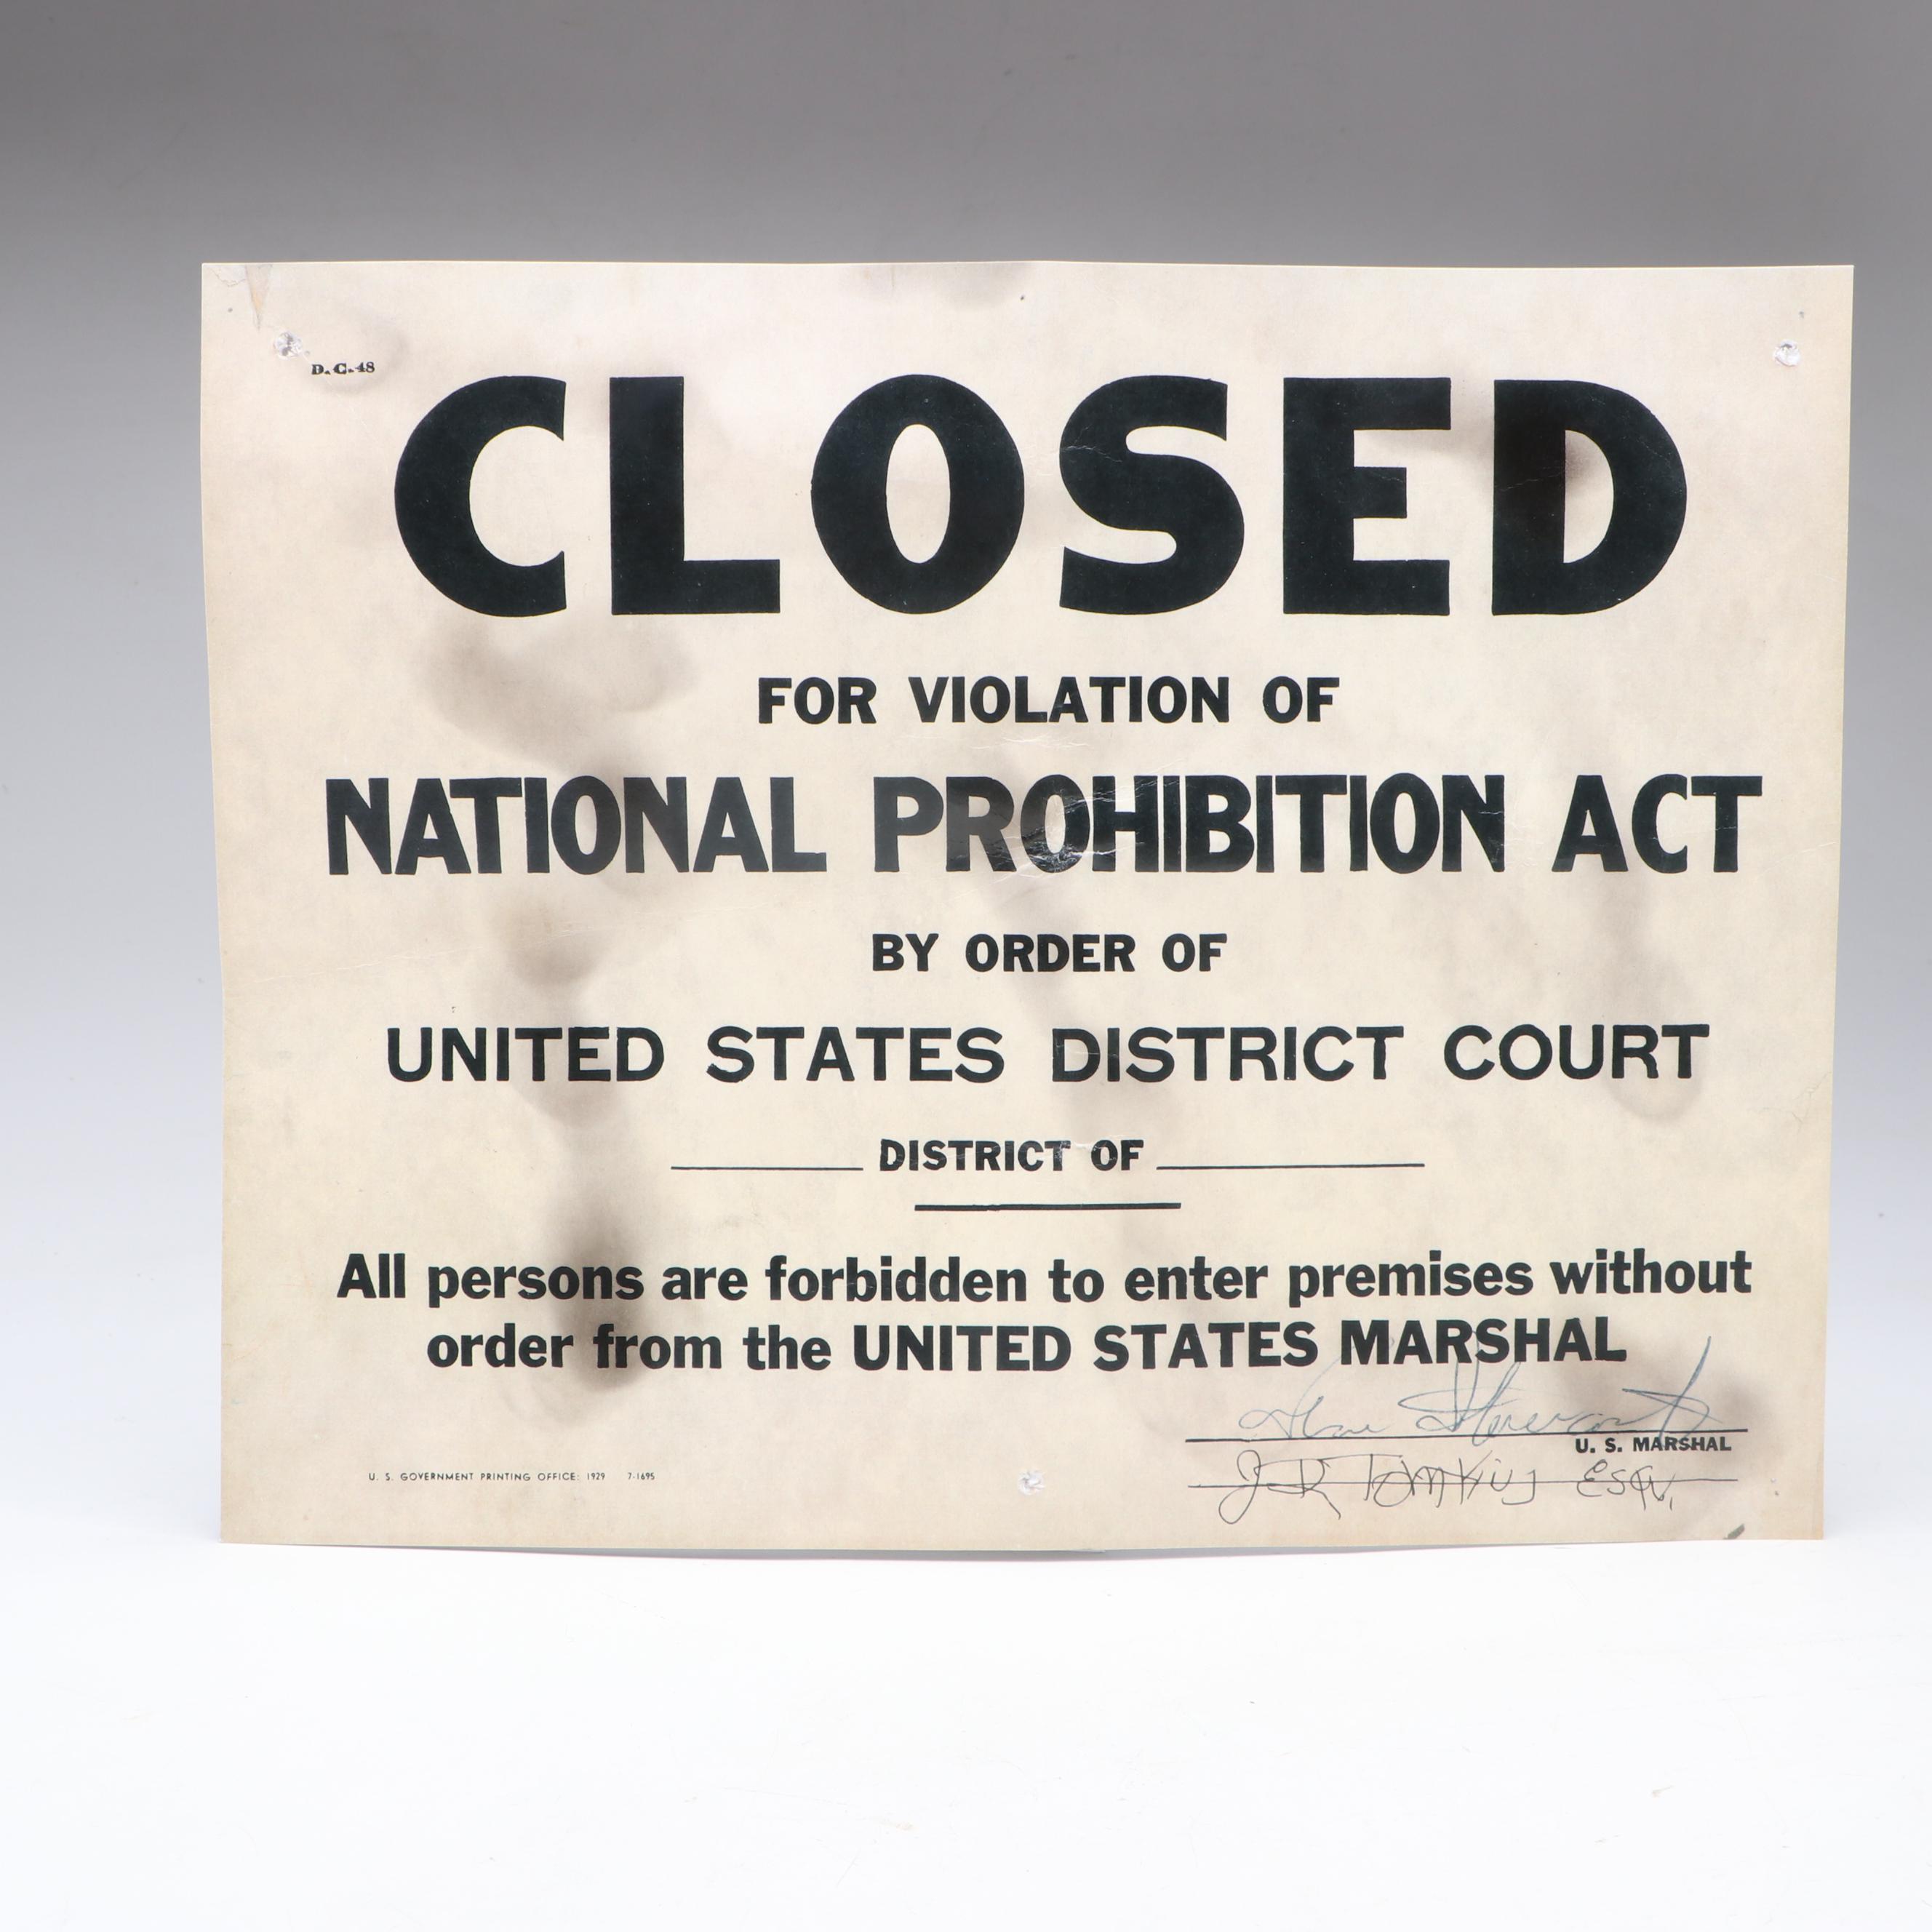 D. C. 48
CLOSED
FOR VIOLATION OF
NATIONAL PROHIBITION ACT
BY ORDER OF
UNITED STATES DISTRICT COURT
DISTRICT OF
All persons are forbidden to enter premises without
order from the UNITED STATES MARSHAL
U. S. MARSHAL
J R Tomkins Esqu.
U. S. GOVERNMENT PRINTING OFFICE: 1929 7-1695